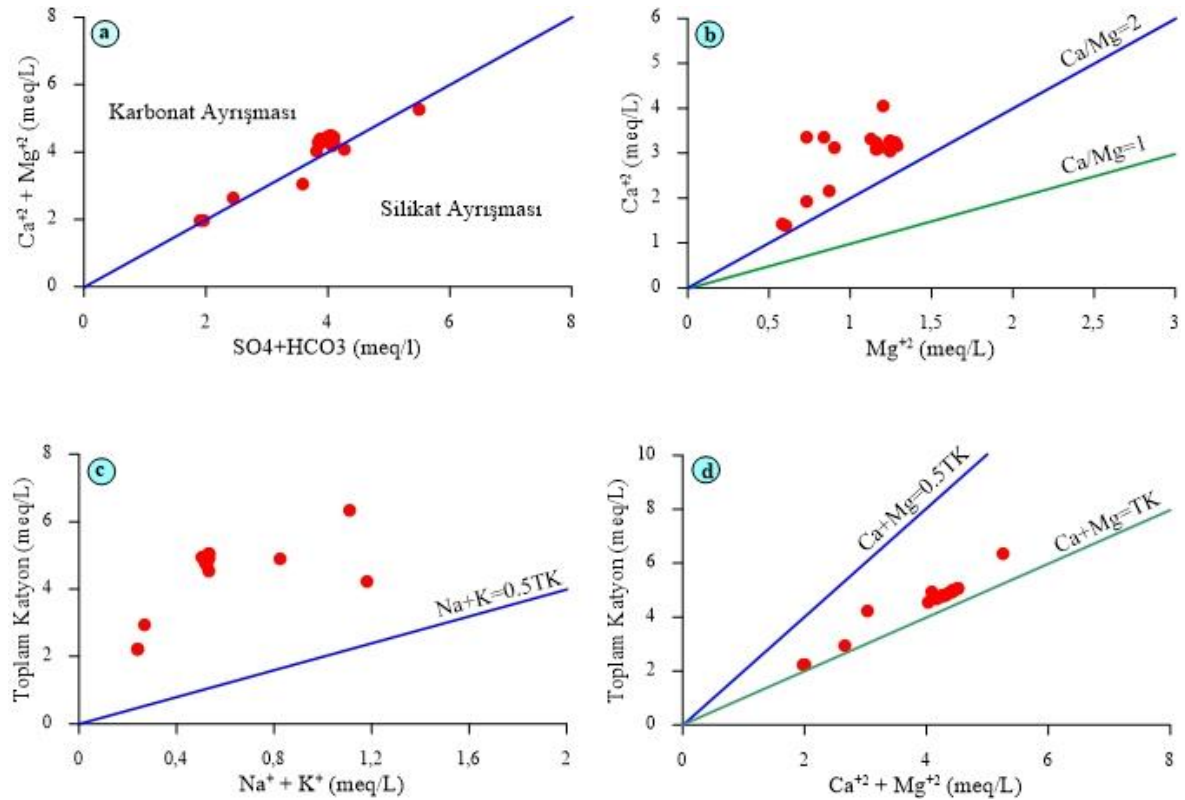 a
8
6
4
2
0
Ca+2 + Mg+2 (meq/L)
Karbonat Ayrışması
Silikat Ayrışması
0 2 4 6 8
SO4+HCO3 (meq/l)
b
6
5
4
3
2
1
0
Ca+2 (meq/L)
Ca/Mg=2
Ca/Mg=1
0 0,5 1 1,5 2 2,5 3
Mg+2 (meq/L)
c
8
6
4
2
0
Toplam Katyon (meq/L)
Na+K=0.5TK
0 0,4 0,8 1,2 1,6 2
Na+ + K+ (meq/L)
d
10
8
6
4
2
0
Toplam Katyon (meq/L)
Ca+Mg=0.5TK
Ca+Mg=TK
0 2 4 6 8
Ca+2 + Mg+2 (meq/L)